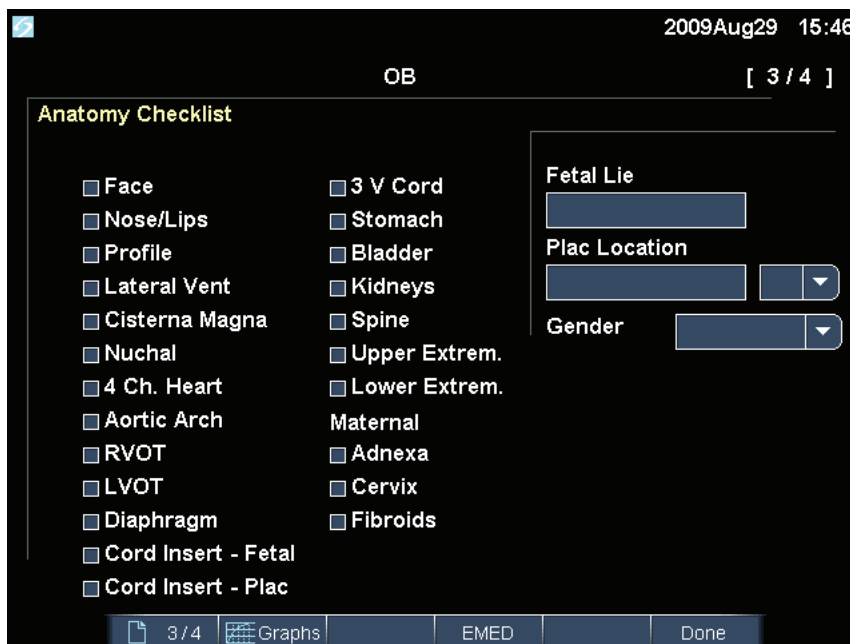 2009Aug29 15:46
OB [ 3 / 4 ]
Anatomy Checklist
Face
Nose/Lips
Profile
Lateral Vent
Cisterna Magna
Nuchal
4 Ch. Heart
Aortic Arch
RVOT
LVOT
Diaphragm
Cord Insert - Fetal
Cord Insert - Plac
3 V Cord
Stomach
Bladder
Kidneys
Spine
Upper Extrem.
Lower Extrem.
Maternal
Adnexa
Cervix
Fibroids
Fetal Lie
Plac Location
Gender
3/4 Graphs EMED Done